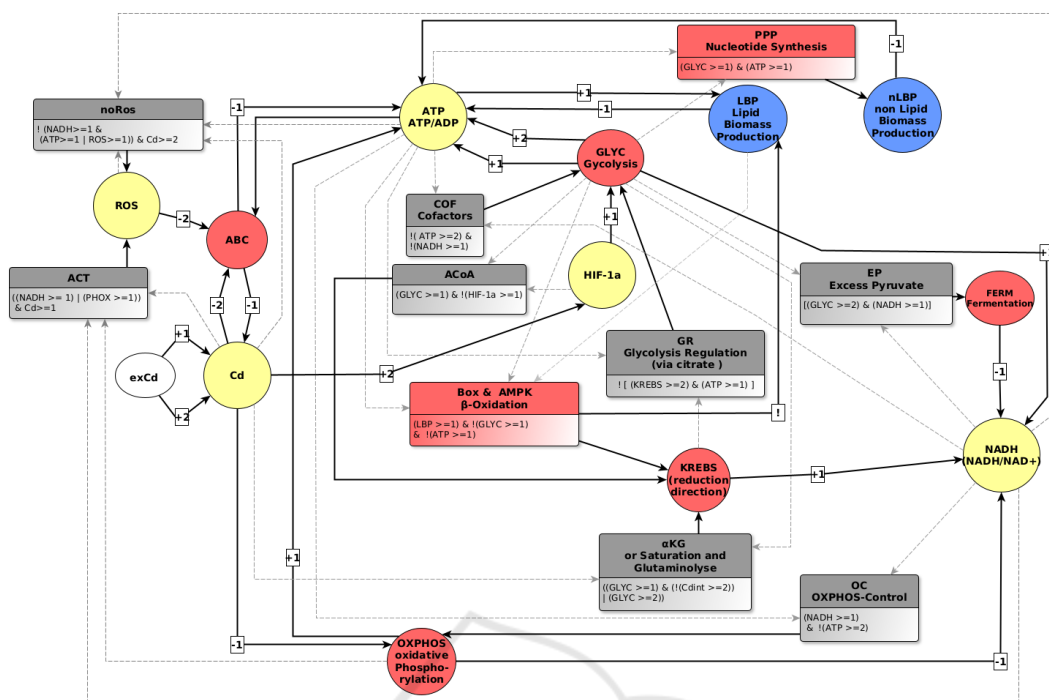 PPP
Nucleotide Synthesis
(GLYC >=1) & (ATP >=1)
-1
noRos
! (NADH>=1 &
(ATP>=1 | ROS>=1)) & Cd>=2
-1
ATP
ATP/ADP
+1
-1
LBP
Lipid
Biomass
Production
nLBP
non Lipid
Biomass
Production
+2
+1
GLYC
Gycolysis
ROS
-2
ABC
COF
Cofactors
!( ATP >=2) &
!(NADH >=1)
+1
HIF-1a
ACT
((NADH >= 1) | (PHOX >=1))
& Cd>=1
-2
-1
ACoA
(GLYC >=1) & !(HIF-1a >=1)
EP
Excess Pyruvate
[(GLYC >=2) & (NADH >=1)]
FERM
Fermentation
exCd
+1
+2
Cd
+2
GR
Glycolysis Regulation
(via citrate )
! [ (KREBS >=2) & (ATP >=1) ]
-1
Box & AMPK
β-Oxidation
(LBP >=1) & !(GLYC >=1)
& !(ATP >=1)
!
NADH
(NADH/NAD+)
KREBS
(reduction
direction)
+1
αKG
or Saturation and
Glutaminolyse
((GLYC >=1) & (!(Cdint >=2))
| (GLYC >=2))
+1
OC
OXPHOS-Control
(NADH >=1)
& !(ATP >=2)
-1
OXPHOS
oxidative
Phospho-
rylation
-1